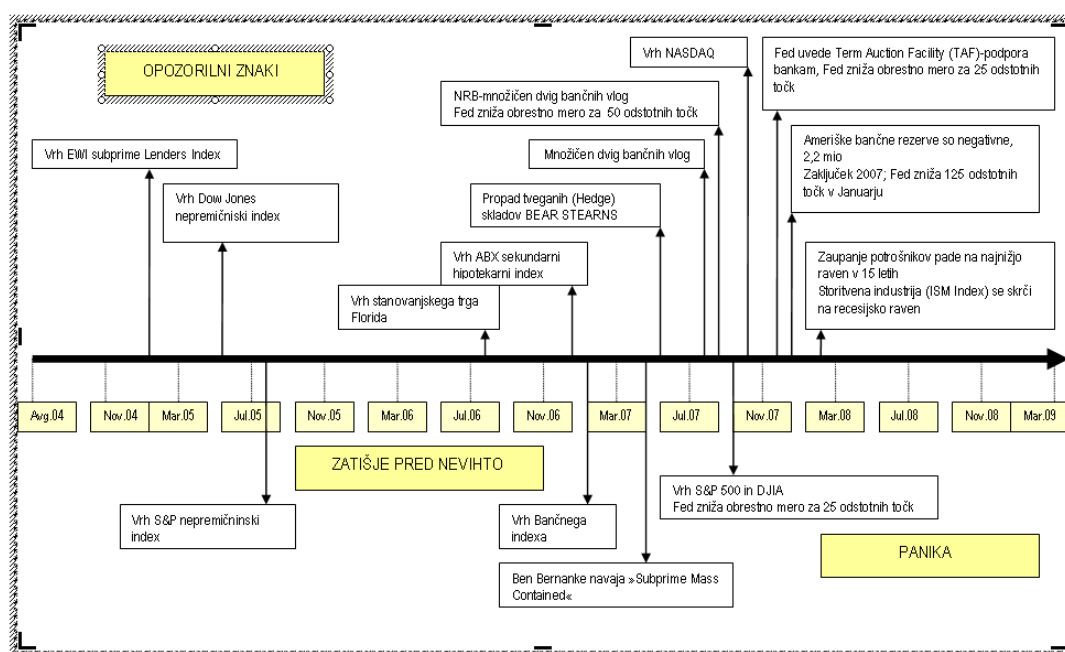 OPOZORILNI ZNAKI
Vrh NASDAQ
Fed uvede Term Auction Facility (TAF)-podpora
bankam, Fed zniža obrestno mero za 25 odstotnih
točk
NRB-množičen dvig bančnih vlog
Fed zniža obrestno mero za 50 odstotnih točk
Vrh EWI subprime Lenders Index
Množičen dvig bančnih vlog
Ameriške bančne rezerve so negativne,
2,2 mio
Zaključek 2007; Fed zniža 125 odstotnih
točk v Januarju
Vrh Dow Jones
nepremičniski index
Propad tveganih (Hedge)
skladov BEAR STEARNS
Vrh ABX sekundarni
hipotekarni index
Zaupanje potrošnikov pade na najnižjo
raven v 15 letih
Storitvena industrija (ISM Index) se skrči
na recesijsko raven
Vrh stanovanjskega trga
Florida
Avg.04 Nov.04 Mar.05 Jul.05 Nov.05 Mar.06 Jul.06 Nov.06 Mar.07 Jul.07 Nov.07 Mar.08 Jul.08 Nov.08 Mar.09
ZATIŠJE PRED NEVIHTO
Vrh S&P 500 in DJIA
Fed zniža obrestno mero za 25 odstotnih točk
Vrh S&P nepremičninski
index
Vrh Bančnega
indexa
PANIKA
Ben Bernanke navaja »Subprime Mass
Contained«